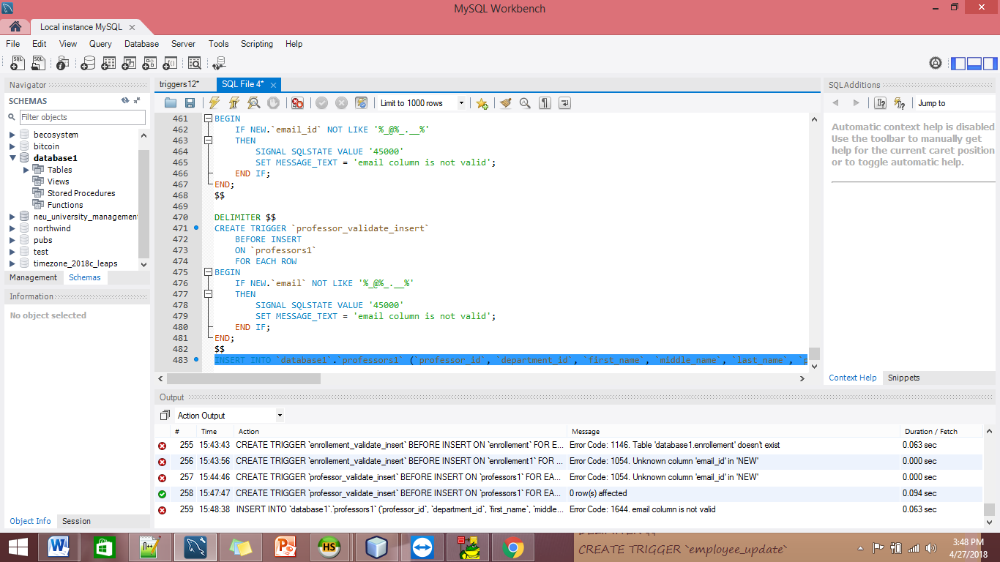 MySQL Workbench
Local instance MySQL
File Edit View Query Database Server Tools Scripting Help
Navigator
SCHEMAS
Filter objects
becosystem
bitcoin
database1
Tables
Views
Stored Procedures
Functions
neu_university_managemen
northwind
pubs
test
timezone_2018c_leaps
Management Schemas
Information
No object selected
Object Info Session
triggers12* SQL File 4*
Limit to 1000 rows
461 BEGIN
462 IF NEW.`email_id` NOT LIKE '%_@%_.__%'
463 THEN
464 SIGNAL SQLSTATE VALUE '45000'
465 SET MESSAGE_TEXT = 'email column is not valid';
466 END IF;
467 END;
468 $$
469
470 DELIMITER $$
471 CREATE TRIGGER `professor_validate_insert`
472 BEFORE INSERT
473 ON `professors1`
474 FOR EACH ROW
475 BEGIN
476 IF NEW.`email` NOT LIKE '%_@%_.__%'
477 THEN
478 SIGNAL SQLSTATE VALUE '45000'
479 SET MESSAGE_TEXT = 'email column is not valid';
480 END IF;
481 END;
482 $$
483 INSERT INTO `database1`.`professors1` (`professor_id`, `department_id`, `first_name`, `middle_name`, `last_name`, `p
SQLAdditions
Jump to
Automatic context help is disabled
Use the toolbar to manually get
help for the current caret position
or to toggle automatic help.
Context Help Snippets
Output
Action Output
# Time Action Message Duration / Fetch
255 15:43:43 CREATE TRIGGER `enrollement_validate_insert` BEFORE INSERT ON `enrollement` FOR E... Error Code: 1146. Table 'database1.enrollement' doesn't exist 0.063 sec
256 15:43:56 CREATE TRIGGER `enrollement_validate_insert` BEFORE INSERT ON `enrollement1` FOR ... Error Code: 1054. Unknown column 'email_id' in 'NEW' 0.000 sec
257 15:44:46 CREATE TRIGGER `professor_validate_insert` BEFORE INSERT ON `professors1` FOR EA... Error Code: 1054. Unknown column 'email_id' in 'NEW' 0.000 sec
258 15:47:47 CREATE TRIGGER `professor_validate_insert` BEFORE INSERT ON `professors1` FOR EA... 0 row(s) affected 0.094 sec
259 15:48:38 INSERT INTO `database1`.`professors1` (`professor_id`, `department_id`, `first_name`, `middle... Error Code: 1644. email column is not valid 0.063 sec
DELIMITER $$
CREATE TRIGGER `employee_update`
3:48 PM
4/27/2018